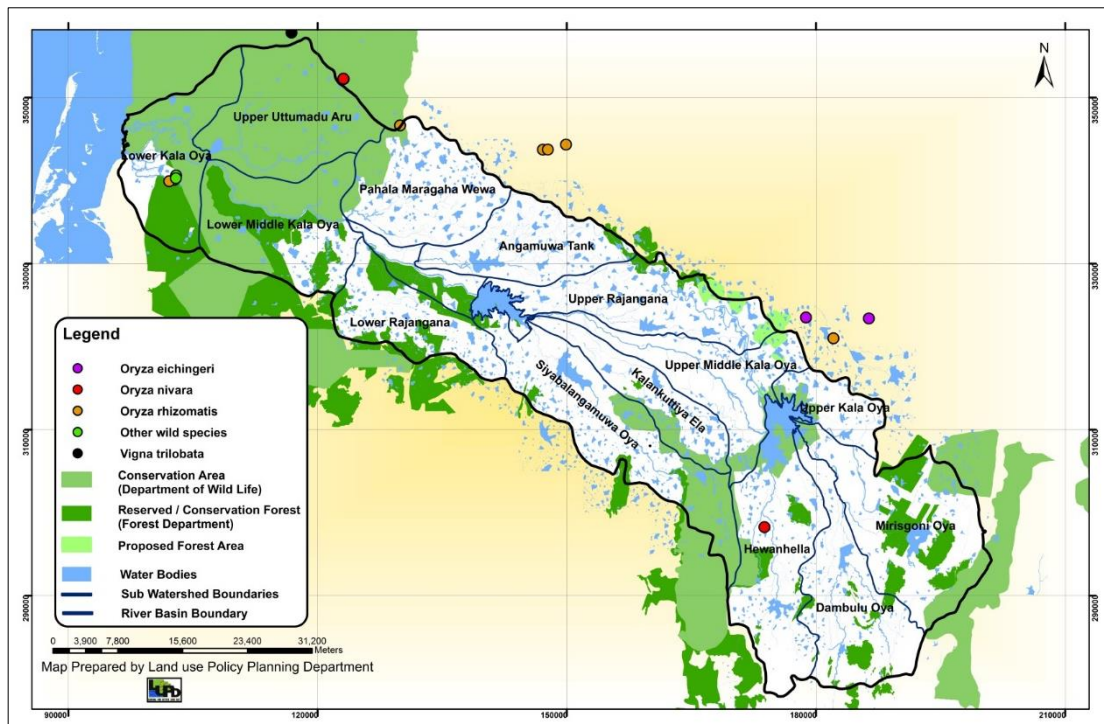 N
350000
330000
310000
290000
350000
330000
310000
290000
Upper Uttumadu Aru
Lower Kala Oya
Pahala Maragaha Wewa
Lower Middle Kala Oya
Angamuwa Tank
Upper Rajangana
Lower Rajangana
Upper Middle Kala Oya
Kalankuttiya Ela
Siyabalangamuwa Oya
Upper Kala Oya
Mirisgoni Oya
Hewanhella
Dambulu Oya
Legend
Oryza eichingeri
Oryza nivara
Oryza rhizomatis
Other wild species
Vigna trilobata
Conservation Area
(Department of Wild Life)
Reserved / Conservation Forest
(Forest Department)
Proposed Forest Area
Water Bodies
Sub Watershed Boundaries
River Basin Boundary
0 3,900 7,800 15,600 23,400 31,200
Meters
Map Prepared by Land use Policy Planning Department
LUPPD
90000 120000 150000 180000 210000